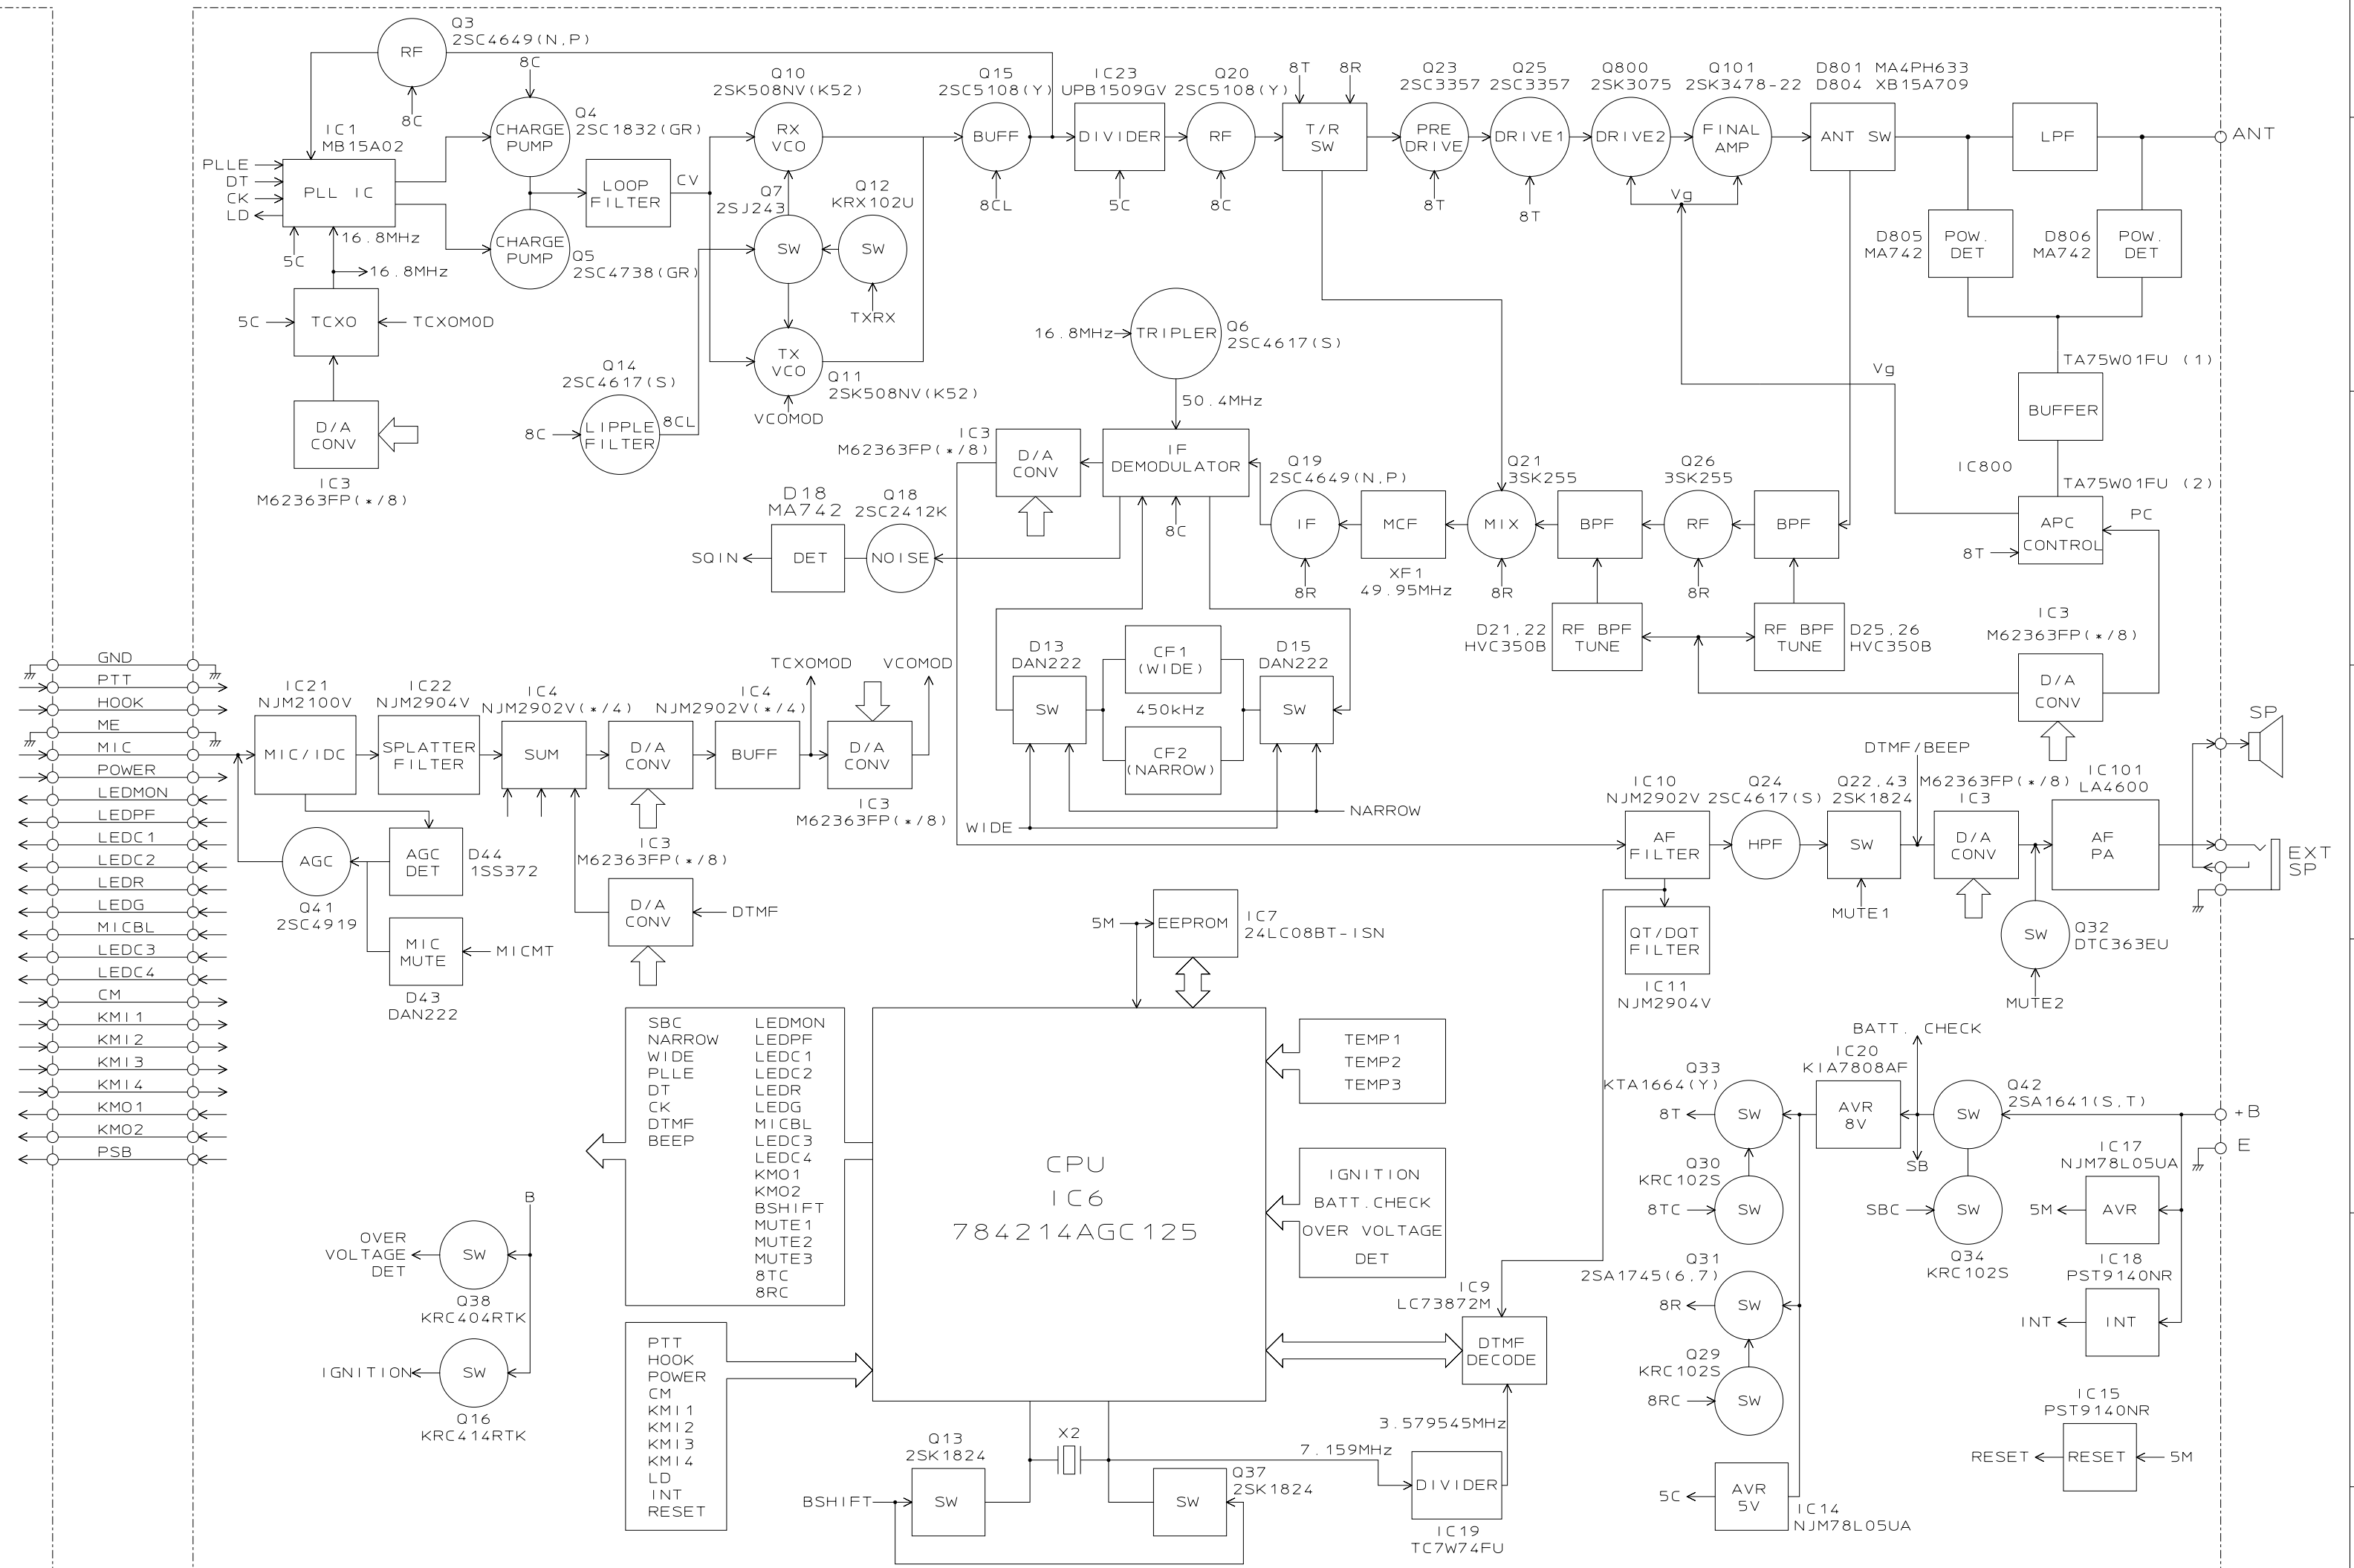 Q3
2SC4649(N,P)
RF
8C
8C
IC1
MB15A02
PLLE
DT
CK
LD
PLL IC
5C
16.8MHz
16.8MHz
5C
TCXO
TCXOMOD
D/A
CONV
IC3
M62363FP(*/8)
CHARGE
PUMP
Q4
2SC1832(GR)
CHARGE
PUMP
Q5
2SC4738(GR)
LOOP
FILTER
CV
Q10
2SK508NV(K52)
RX
VCO
Q7
2SJ243
SW
Q12
KRX102U
SW
TXRX
TX
VCO
Q11
2SK508NV(K52)
VCOMOD
Q14
2SC4617(S)
8C
LIPPLE
FILTER
8CL
Q15
2SC5108(Y)
BUFF
8CL
IC23
UPB1509GV
DIVIDER
5C
Q20
2SC5108(Y)
RF
8C
8T
8R
T/R
SW
Q23
2SC3357
PRE
DRIVE
8T
Q25
2SC3357
DRIVE1
8T
Q800
2SK3075
DRIVE2
Q101
2SK3478-22
FINAL
AMP
Vg
D801 MA4PH633
D804 XB15A709
ANT SW
LPF
ANT
D805
MA742
POW.
DET
D806
MA742
POW.
DET
TA75W01FU (1)
BUFFER
IC800
TA75W01FU (2)
Vg
APC
CONTROL
PC
8T
16.8MHz
TRIPLER
Q6
2SC4617(S)
50.4MHz
IC3
M62363FP(*/8)
D/A
CONV
IF
DEMODULATOR
8C
Q19
2SC4649(N,P)
IF
8R
MCF
XF1
49.95MHz
Q21
3SK255
MIX
8R
BPF
Q26
3SK255
RF
8R
BPF
D21,22
HVC350B
RF BPF
TUNE
RF BPF
TUNE
D25,26
HVC350B
IC3
M62363FP(*/8)
D/A
CONV
D18
MA742
Q18
2SC2412K
SQIN
DET
NOISE
D13
DAN222
SW
CF1
(WIDE)
450kHz
CF2
(NARROW)
D15
DAN222
SW
NARROW
WIDE
GND
PTT
HOOK
ME
MIC
POWER
LEDMON
LEDPF
LEDC1
LEDC2
LEDR
LEDG
MICBL
LEDC3
LEDC4
CM
KMI1
KMI2
KMI3
KMI4
KMO1
KMO2
PSB
IC21
NJM2100V
MIC/IDC
IC22
NJM2904V
SPLATTER
FILTER
IC4
NJM2902V(*/4)
SUM
D/A
CONV
IC3
M62363FP(*/8)
IC4
NJM2902V(*/4)
BUFF
TCXOMOD
VCOMOD
D/A
CONV
IC3
M62363FP(*/8)
AGC
Q41
2SC4919
AGC
DET
D44
1SS372
MIC
MUTE
MICMT
D43
DAN222
D/A
CONV
DTMF
IC10
NJM2902V
AF
FILTER
Q24
2SC4617(S)
HPF
Q22,43
2SK1824
SW
MUTE1
DTMF/BEEP
M62363FP(*/8)
IC3
D/A
CONV
IC101
LA4600
AF
PA
SP
EXT
SP
SW
Q32
DTC363EU
MUTE2
QT/DQT
FILTER
IC11
NJM2904V
5M
EEPROM
IC7
24LC08BT-ISN
SBC
NARROW
WIDE
PLLE
DT
CK
DTMF
BEEP
LEDMON
LEDPF
LEDC1
LEDC2
LEDR
LEDG
MICBL
LEDC3
LEDC4
KMO1
KMO2
BSHIFT
MUTE1
MUTE2
MUTE3
8TC
8RC
CPU
IC6
784214AGC125
TEMP1
TEMP2
TEMP3
IGNITION
BATT.CHECK
OVER VOLTAGE
DET
IC9
LC73872M
DTMF
DECODE
B
OVER
VOLTAGE
DET
SW
Q38
KRC404RTK
IGNITION
SW
Q16
KRC414RTK
PTT
HOOK
POWER
CM
KMI1
KMI2
KMI3
KMI4
LD
INT
RESET
Q13
2SK1824
BSHIFT
SW
X2
SW
Q37
2SK1824
7.159MHz
3.579545MHz
DIVIDER
IC19
TC7W74FU
BATT. CHECK
Q33
KTA1664(Y)
8T
SW
IC20
KIA7808AF
AVR
8V
SW
Q42
2SA1641(S,T)
+B
E
SB
Q30
KRC102S
8TC
SW
SBC
SW
Q34
KRC102S
IC17
NJM78L05UA
5M
AVR
Q31
2SA1745(6,7)
8R
SW
IC18
PST9140NR
INT
INT
Q29
KRC102S
8RC
SW
IC15
PST9140NR
RESET
RESET
5M
5C
AVR
5V
IC14
NJM78L05UA